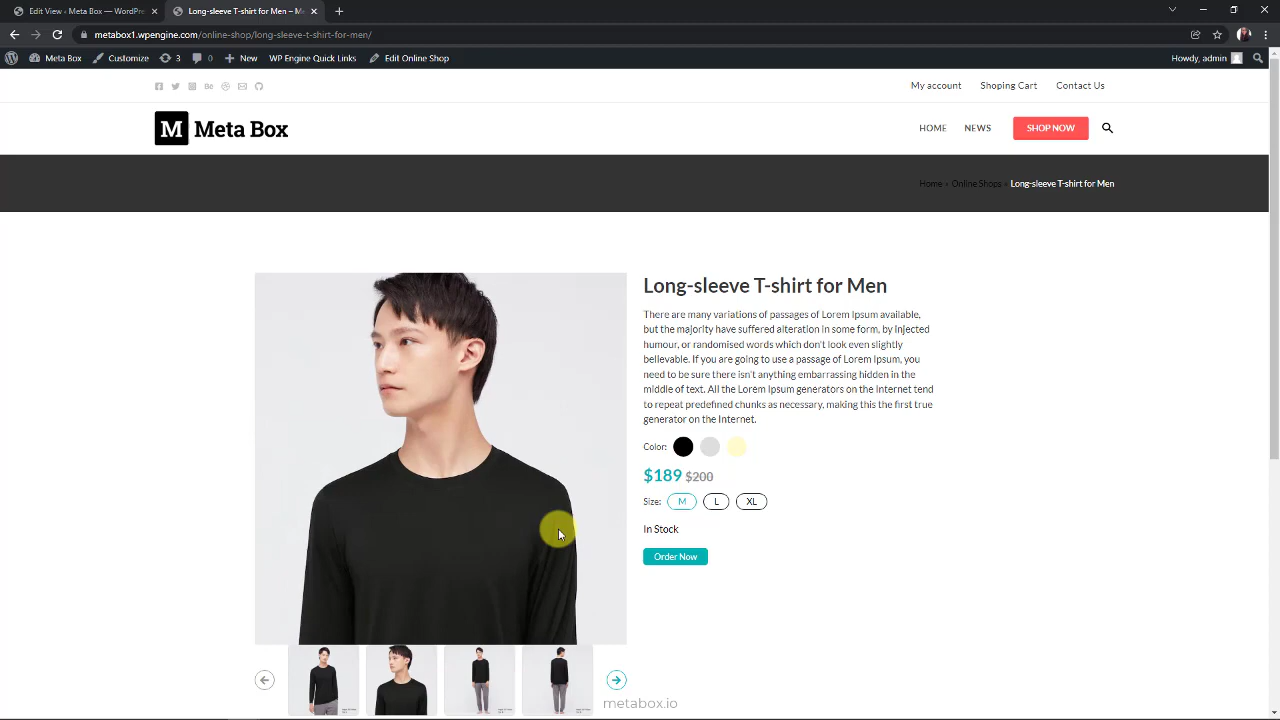 Edit View ‹ Meta Box — WordPr
Long-sleeve T-shirt for Men – M
metabox1.wpengine.com/online-shop/long-sleeve-t-shirt-for-men/
Meta Box
Customize
3
0
New
WP Engine Quick Links
Edit Online Shop
Howdy, admin
My account
Shoping Cart
Contact Us
M Meta Box
HOME
NEWS
SHOP NOW
Home » Online Shops » Long-sleeve T-shirt for Men
Long-sleeve T-shirt for Men
There are many variations of passages of Lorem Ipsum available,
but the majority have suffered alteration in some form, by injected
humour, or randomised words which don't look even slightly
believable. If you are going to use a passage of Lorem Ipsum, you
need to be sure there isn't anything embarrassing hidden in the
middle of text. All the Lorem Ipsum generators on the Internet tend
to repeat predefined chunks as necessary, making this the first true
generator on the Internet.
Color:
$189 $200
Size: M L XL
In Stock
Order Now
metabox.io